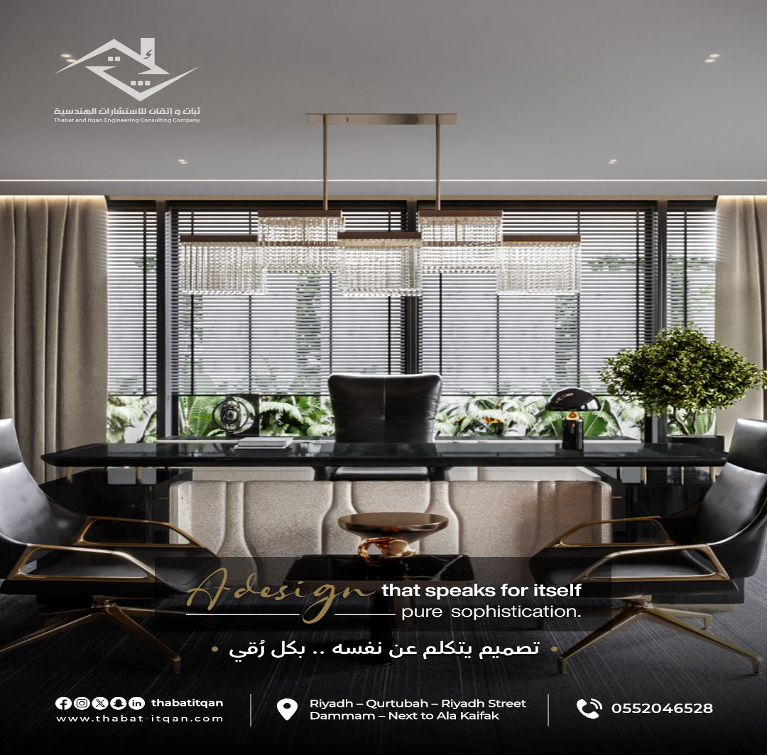 ثبات و إتقان للاستشارات الهندسية
Thabat and Itqan Engineering Consulting Company
A design that speaks for itself
pure sophistication.
تصميم يتكلم عن نفسه .. بكل رُقي
thabatitqan
www.thabat-itqan.com
Riyadh – Qurtubah – Riyadh Street
Dammam – Next to Ala Kaifak
0552046528